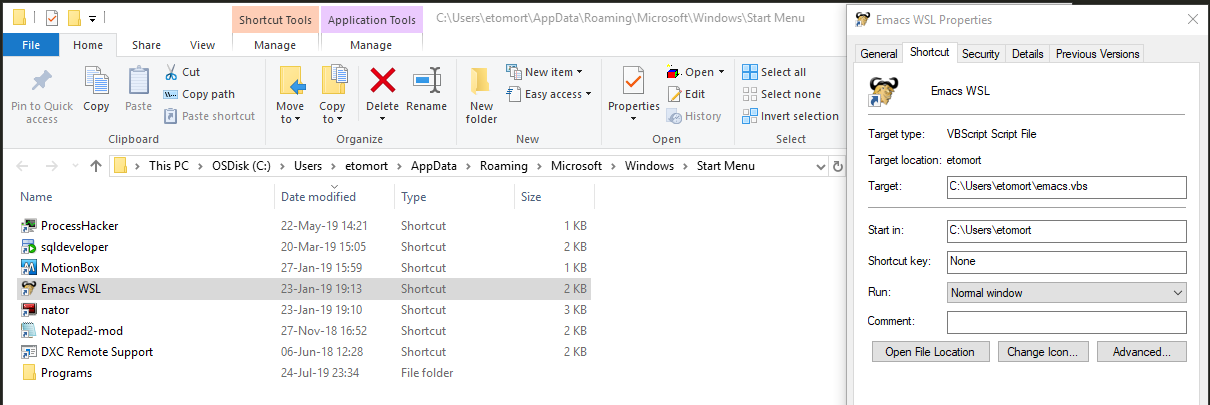 Shortcut Tools Application Tools C:\Users\etomort\AppData\Roaming\Microsoft\Windows\Start Menu
File Home Share View Manage Manage
Pin to Quick access
Copy
Paste
Cut
Copy path
Paste shortcut
Clipboard
Move to
Copy to
Delete
Rename
Organize
New folder
New item
Easy access
New
Properties
Open
Edit
History
Open
Select all
Select none
Invert selection
Select
This PC > OSDisk (C:) > Users > etomort > AppData > Roaming > Microsoft > Windows > Start Menu
Name Date modified Type Size
ProcessHacker 22-May-19 14:21 Shortcut 1 KB
sqldeveloper 20-Mar-19 15:05 Shortcut 2 KB
MotionBox 27-Jan-19 15:59 Shortcut 1 KB
Emacs WSL 23-Jan-19 19:13 Shortcut 2 KB
nator 23-Jan-19 19:10 Shortcut 3 KB
Notepad2-mod 27-Nov-18 16:52 Shortcut 2 KB
DXC Remote Support 06-Jun-18 12:28 Shortcut 2 KB
Programs 24-Jul-19 23:34 File folder
Emacs WSL Properties
General Shortcut Security Details Previous Versions
Emacs WSL
Target type: VBScript Script File
Target location: etomort
Target: C:\Users\etomort\emacs.vbs
Start in: C:\Users\etomort
Shortcut key: None
Run: Normal window
Comment:
Open File Location Change Icon... Advanced...